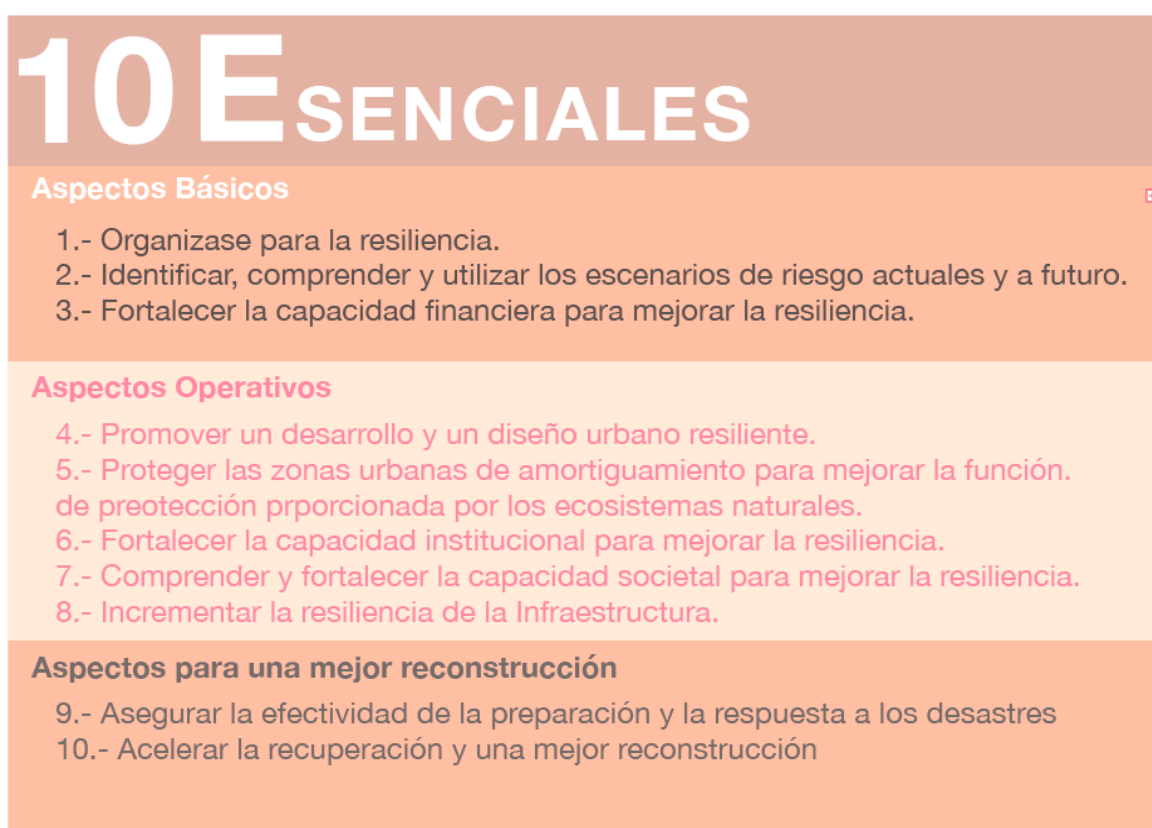 10 ESENCIALES
Aspectos Básicos
1.- Organizase para la resiliencia.
2.- Identificar, comprender y utilizar los escenarios de riesgo actuales y a futuro.
3.- Fortalecer la capacidad financiera para mejorar la resiliencia.
Aspectos Operativos
4.- Promover un desarrollo y un diseño urbano resiliente.
5.- Proteger las zonas urbanas de amortiguamiento para mejorar la función.
de preotección prporcionada por los ecosistemas naturales.
6.- Fortalecer la capacidad institucional para mejorar la resiliencia.
7.- Comprender y fortalecer la capacidad societal para mejorar la resiliencia.
8.- Incrementar la resiliencia de la Infraestructura.
Aspectos para una mejor reconstrucción
9.- Asegurar la efectividad de la preparación y la respuesta a los desastres
10.- Acelerar la recuperación y una mejor reconstrucción